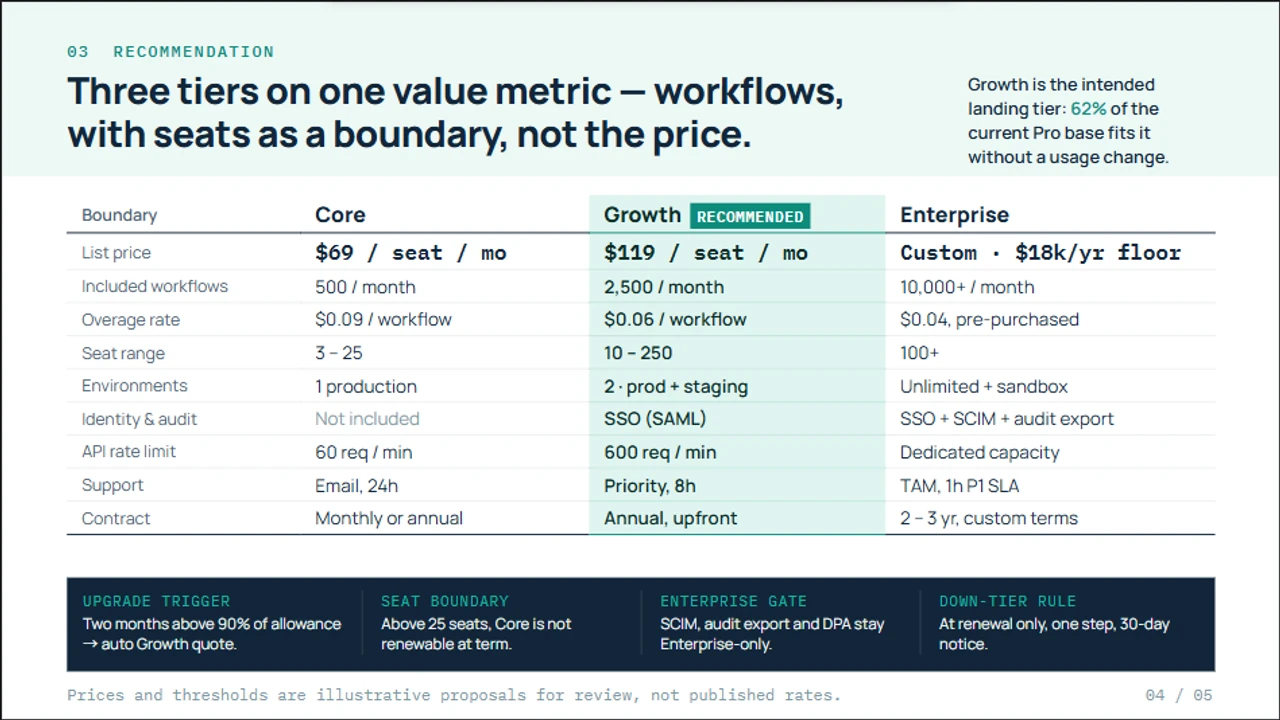 03 RECOMMENDATION
Three tiers on one value metric — workflows,
with seats as a boundary, not the price.
Growth is the intended
landing tier: 62% of the
current Pro base fits it
without a usage change.
Boundary Core Growth RECOMMENDED Enterprise
List price $69 / seat / mo $119 / seat / mo Custom · $18k/yr floor
Included workflows 500 / month 2,500 / month 10,000+ / month
Overage rate $0.09 / workflow $0.06 / workflow $0.04, pre-purchased
Seat range 3 – 25 10 – 250 100+
Environments 1 production 2 · prod + staging Unlimited + sandbox
Identity & audit Not included SSO (SAML) SSO + SCIM + audit export
API rate limit 60 req / min 600 req / min Dedicated capacity
Support Email, 24h Priority, 8h TAM, 1h P1 SLA
Contract Monthly or annual Annual, upfront 2 – 3 yr, custom terms
UPGRADE TRIGGER
Two months above 90% of allowance
→ auto Growth quote.
SEAT BOUNDARY
Above 25 seats, Core is not
renewable at term.
ENTERPRISE GATE
SCIM, audit export and DPA stay
Enterprise-only.
DOWN-TIER RULE
At renewal only, one step, 30-day
notice.
Prices and thresholds are illustrative proposals for review, not published rates.
04 / 05